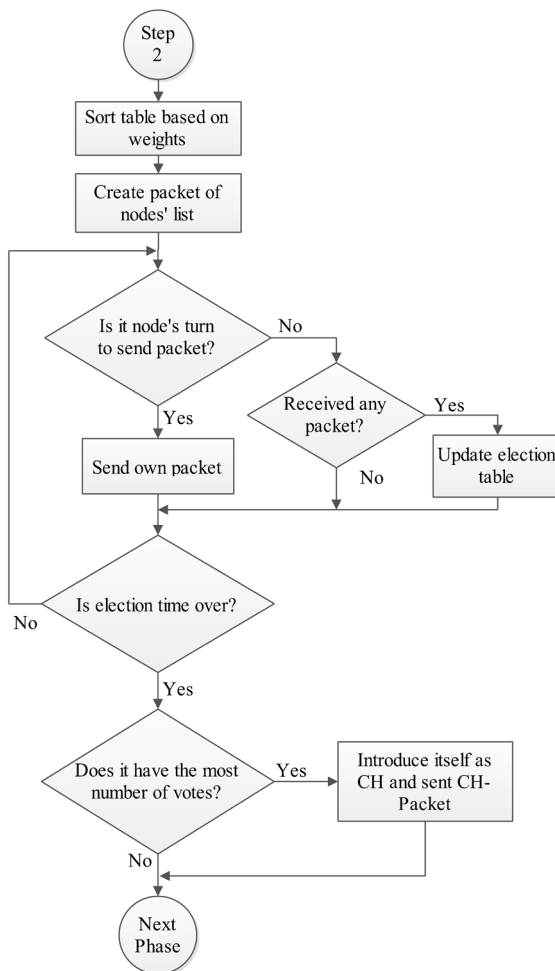 Step
2
Sort table based on
weights
Create packet of
nodes' list
Is it node's turn
to send packet?
No
Yes
Received any
packet?
Yes
No
Send own packet
Update election
table
Is election time over?
No
Yes
Does it have the most
number of votes?
Yes
Introduce itself as
CH and sent CH-
Packet
No
Next
Phase